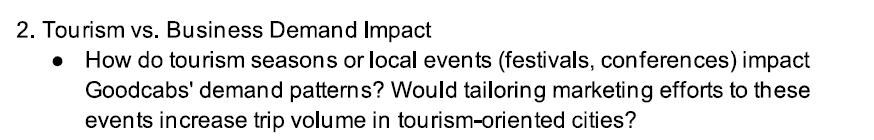 2. Tourism vs. Business Demand Impact
● How do tourism seasons or local events (festivals, conferences) impact
Goodcabs' demand patterns? Would tailoring marketing efforts to these
events increase trip volume in tourism-oriented cities?